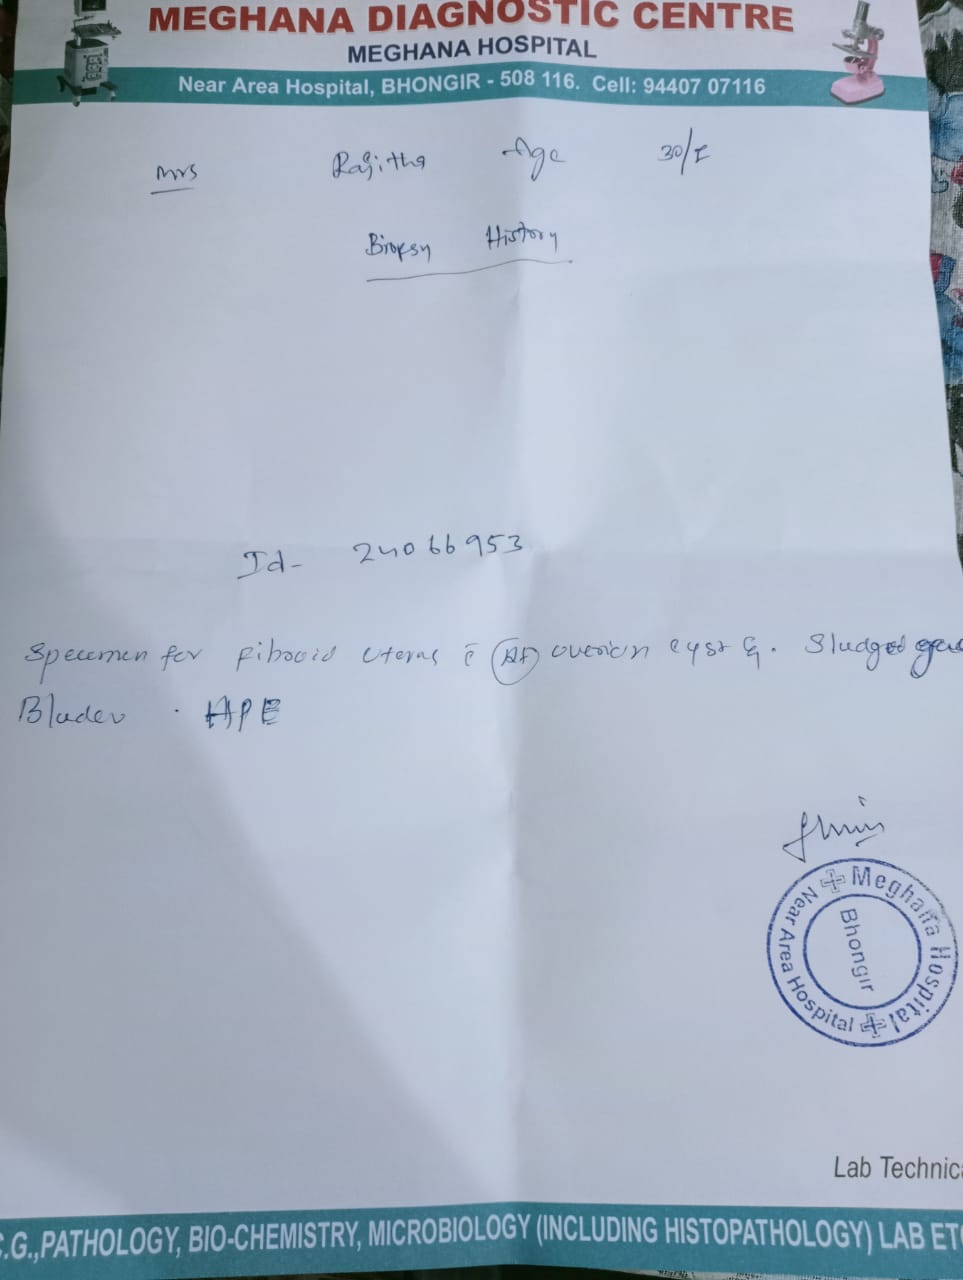 MEGHANA DIAGNOSTIC CENTRE
MEGHANA HOSPITAL
Near Area Hospital, BHONGIR - 508 116. Cell: 94407 07116
Mrs Rajitha Age 30/F
Biopsy History
Id- 24066953
Specimen for Fibroid Uterus c̄ overion cyst &. Sludged
Blader . HPE
Meghana Hospital
Near Area Hospital
Bhongir
Lab Technic
.G.,PATHOLOGY, BIO-CHEMISTRY, MICROBIOLOGY (INCLUDING HISTOPATHOLOGY) LAB ET